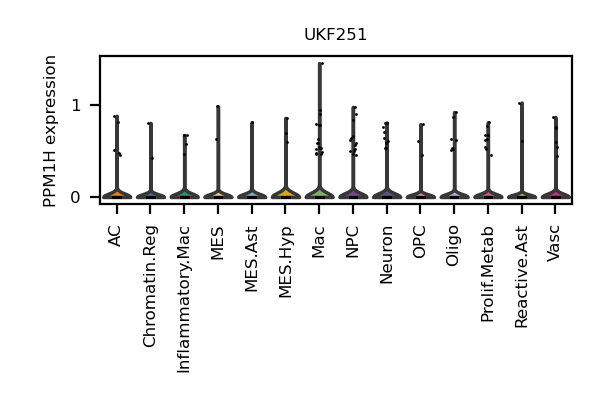 UKF251
PPM1H expression
1
0
AC
Chromatin.Reg
Inflammatory.Mac
MES
MES.Ast
MES.Hyp
Mac
NPC
Neuron
OPC
Oligo
Prolif.Metab
Reactive.Ast
Vasc